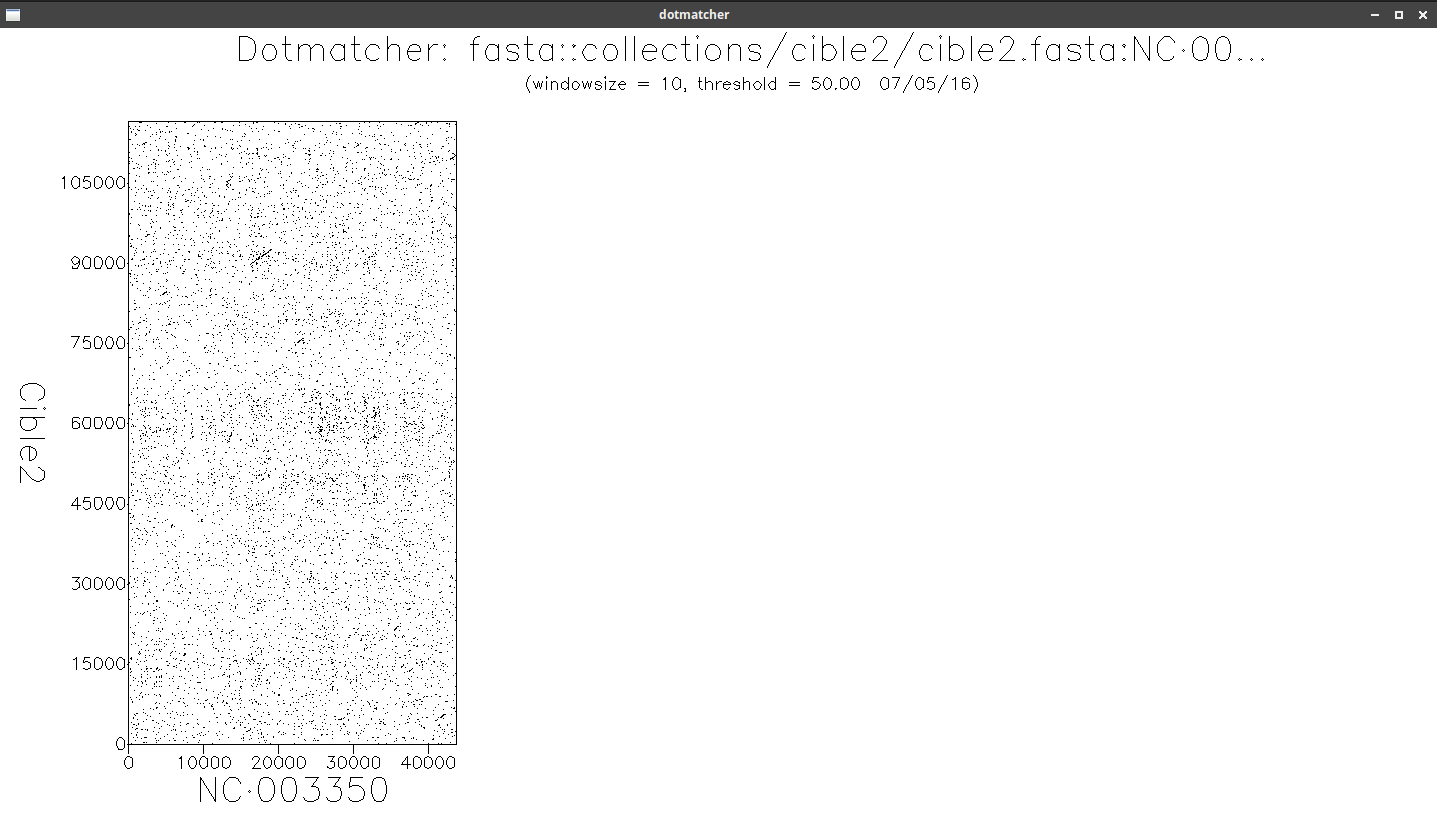 dotmatcher
Dotmatcher: fasta::collections/cible2/cible2.fasta:NC·00...
(windowsize = 10, threshold = 50.00  07/05/16)
105000
90000
75000
60000
45000
30000
15000
0
Cible2
0 10000 20000 30000 40000
NC·003350